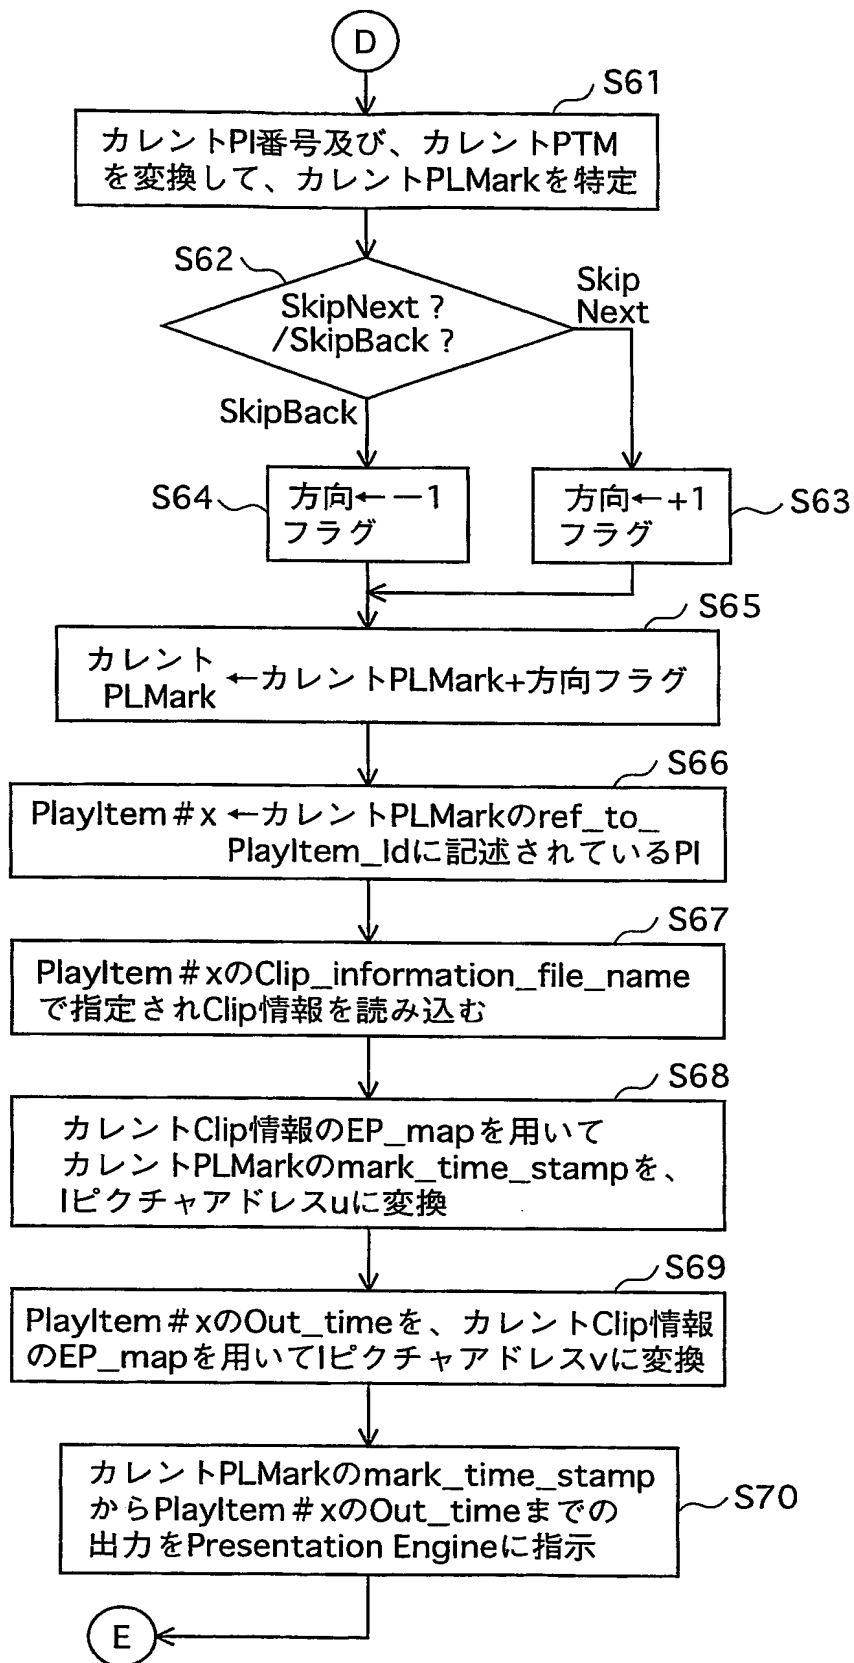 D
S61
カレントPI番号及び、カレントPTM
を変換して、カレントPLMarkを特定
S62
SkipNext ?
/SkipBack ?
Skip
Next
SkipBack
S64
方向←−1
フラグ
方向←+1
フラグ
S63
S65
カレント
PLMark
←カレントPLMark+方向フラグ
S66
PlayItem#x ←カレントPLMarkのref_to_
PlayItem_Idに記述されているPI
S67
PlayItem#xのClip_information_file_name
で指定されClip情報を読み込む
S68
カレントClip情報のEP_mapを用いて
カレントPLMarkのmark_time_stampを、
Iピクチャアドレスuに変換
S69
PlayItem#xのOut_timeを、カレントClip情報
のEP_mapを用いてIピクチャアドレスvに変換
カレントPLMarkのmark_time_stamp
からPlayItem#xのOut_timeまでの
出力をPresentation Engineに指示
S70
E